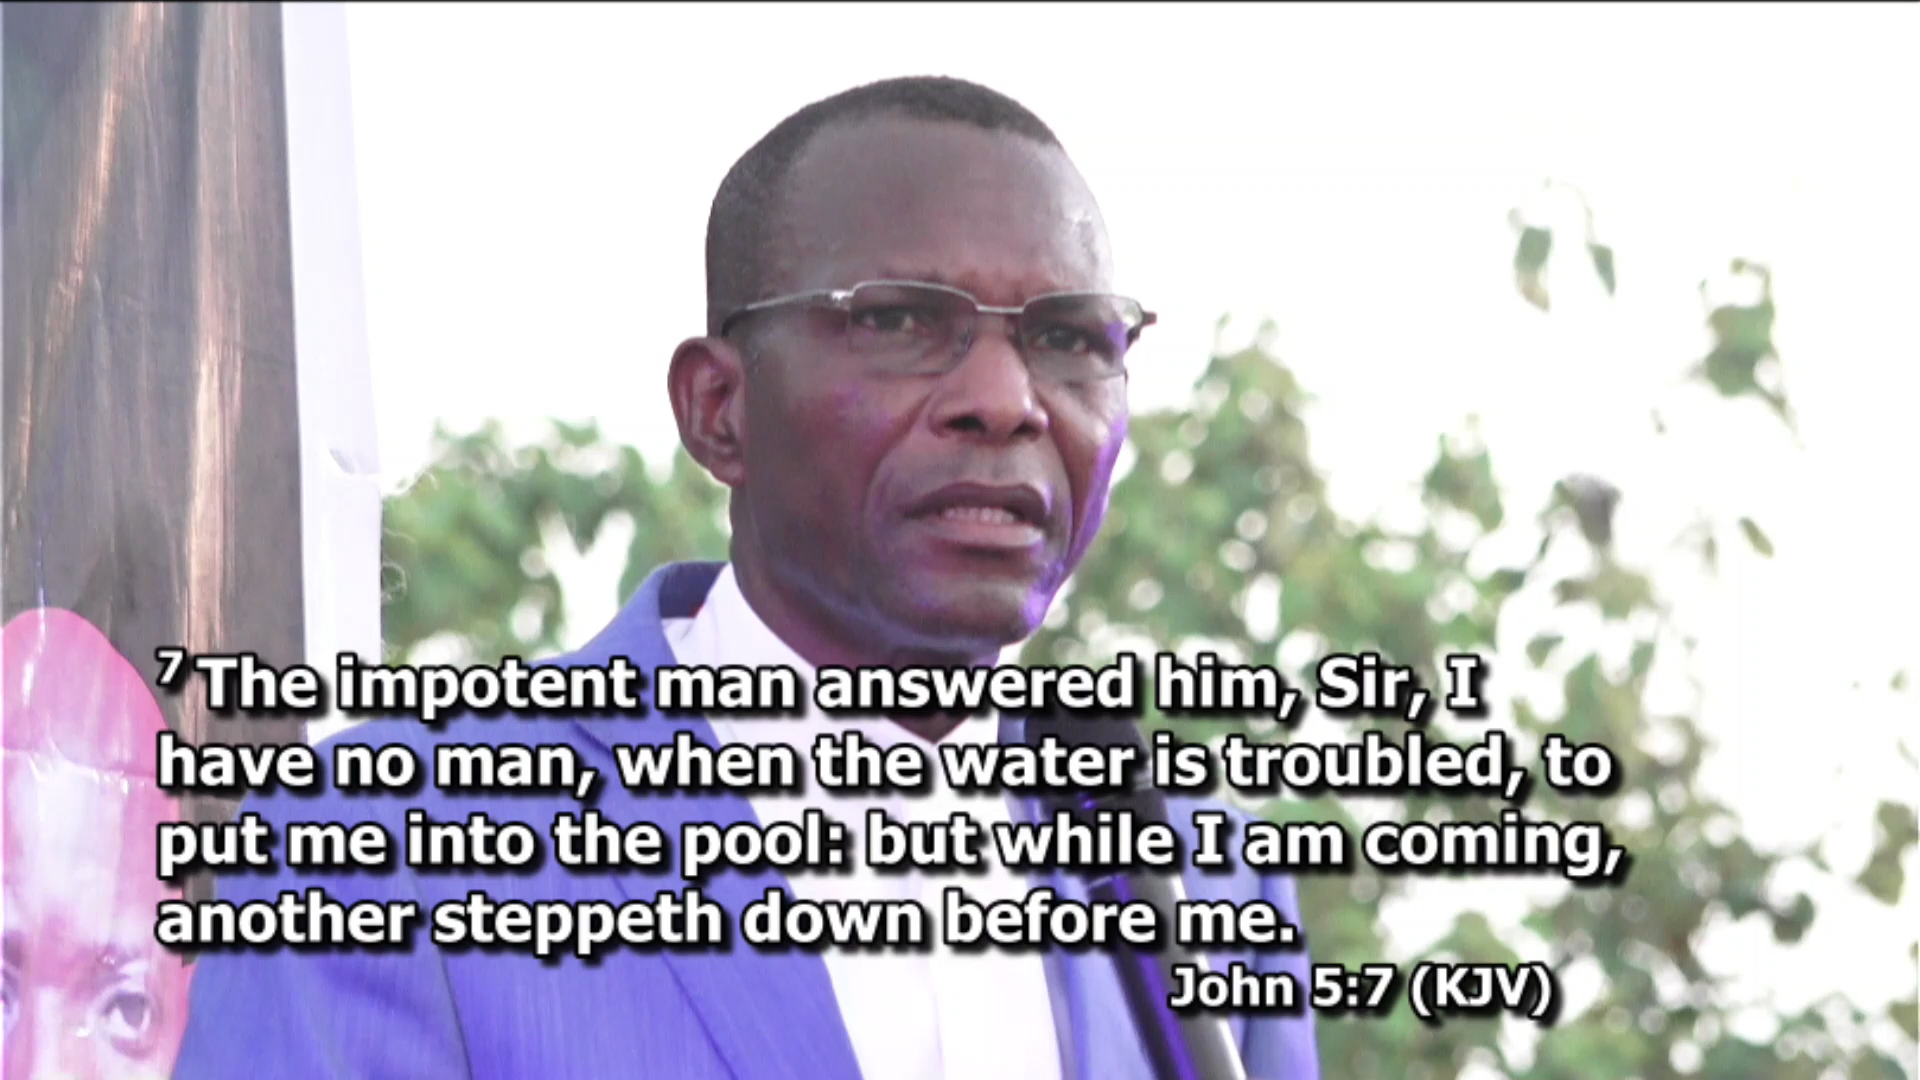 7 The impotent man answered him, Sir, I
have no man, when the water is troubled, to
put me into the pool: but while I am coming,
another steppeth down before me.
John 5:7 (KJV)